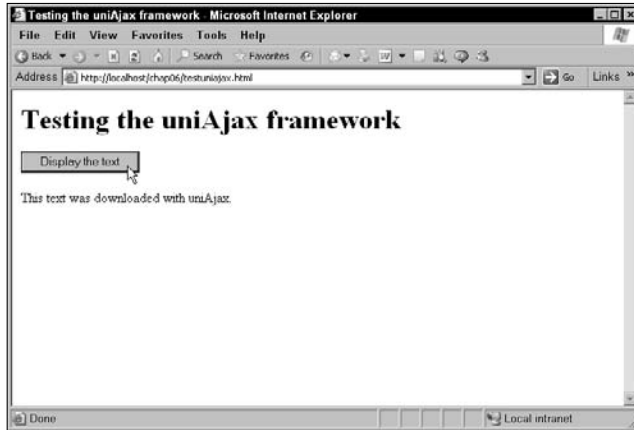 Testing the uniAjax framework - Microsoft Internet Explorer
File Edit View Favorites Tools Help
Back Search Favorites
Address http://localhost/chap06/testuniajax.html Go Links »
Testing the uniAjax framework
Display the text
This text was downloaded with uniAjax.
Done Local intranet